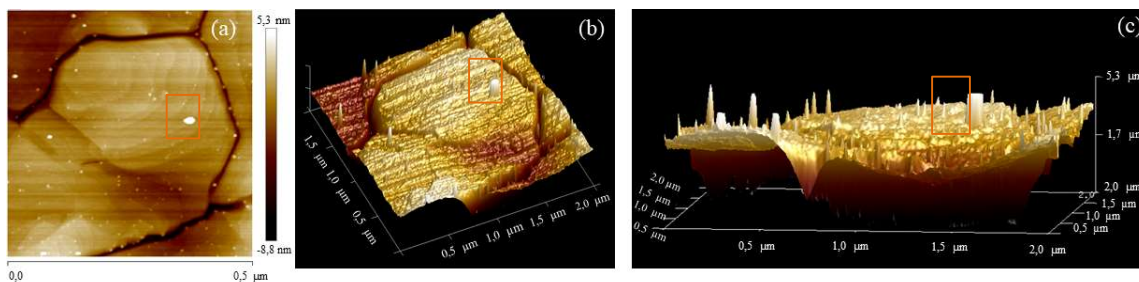 (a)
5,3 nm
-8,8 nm
0,0 0,5 µm
(b)
1,5 µm
1,0 µm
0,5 µm
0,5 µm
1,0 µm
1,5 µm
2,0 µm
(c)
5,3 µm
1,7 µm
2,0 µm
2,0 µm
1,5 µm
1,0 µm
0,5 µm
0,5 µm
1,0 µm
1,5 µm
2,0 µm
2,0
1,5 µm
1,0 µm
0,5 µm